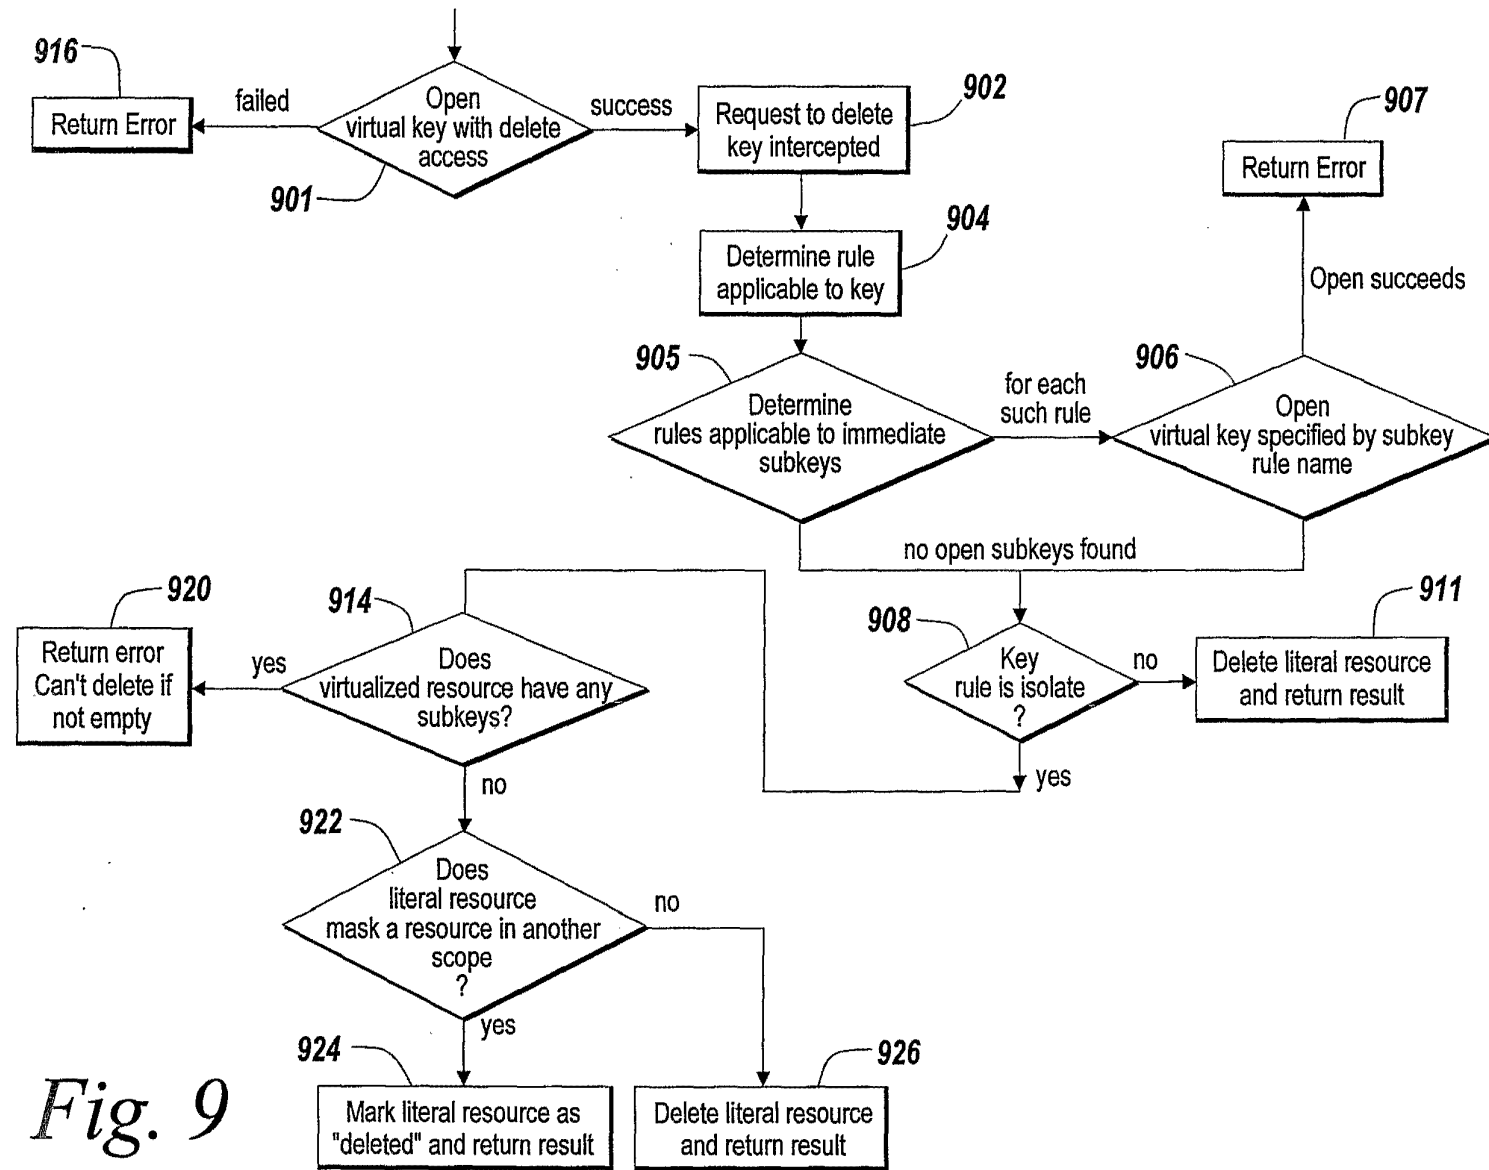 916
Return Error
failed
Open
virtual key with delete
access
901
success
Request to delete
key intercepted
902
907
Return Error
Determine rule
applicable to key
904
Open succeeds
905
Determine
rules applicable to immediate
subkeys
for each
such rule
906
Open
virtual key specified by subkey
rule name
no open subkeys found
920
Return error
Can't delete if
not empty
yes
914
Does
virtualized resource have any
subkeys?
no
908
Key
rule is isolate
?
no
yes
911
Delete literal resource
and return result
922
Does
literal resource
mask a resource in another
scope
?
no
yes
924
Mark literal resource as
"deleted" and return result
926
Delete literal resource
and return result
Fig. 9